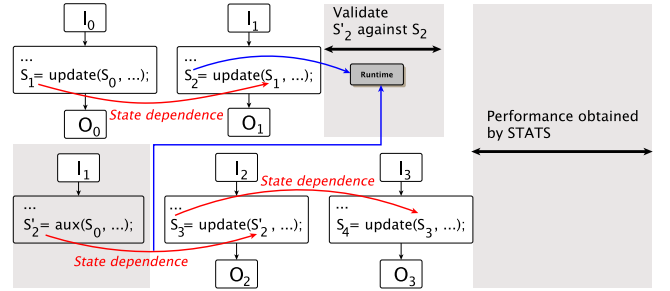 I0 I1 Validate
S'2 against S2
... ...
S1= update(S0, ...); S2= update(S1, ...); Runtime
O0 State dependence O1
Performance obtained
by STATS
I1 I2 State dependence I3
... ... ...
S'2= aux(S0, ...); S3= update(S'2, ...); S4= update(S3, ...);
State dependence O2 O3